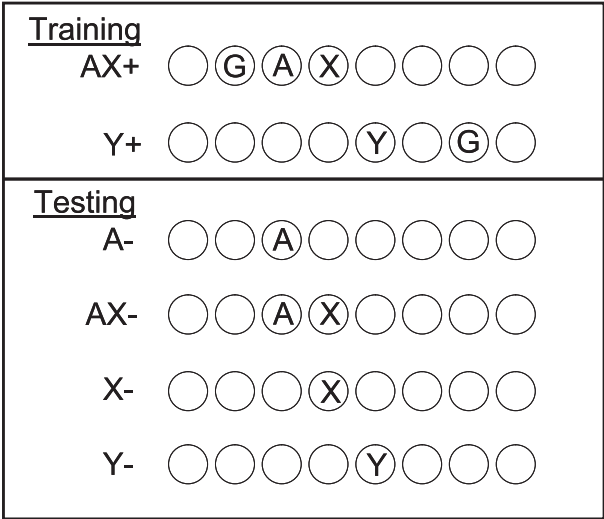 Training
AX+ G A X
Y+ Y G
Testing
A- A
AX- A X
X- X
Y- Y